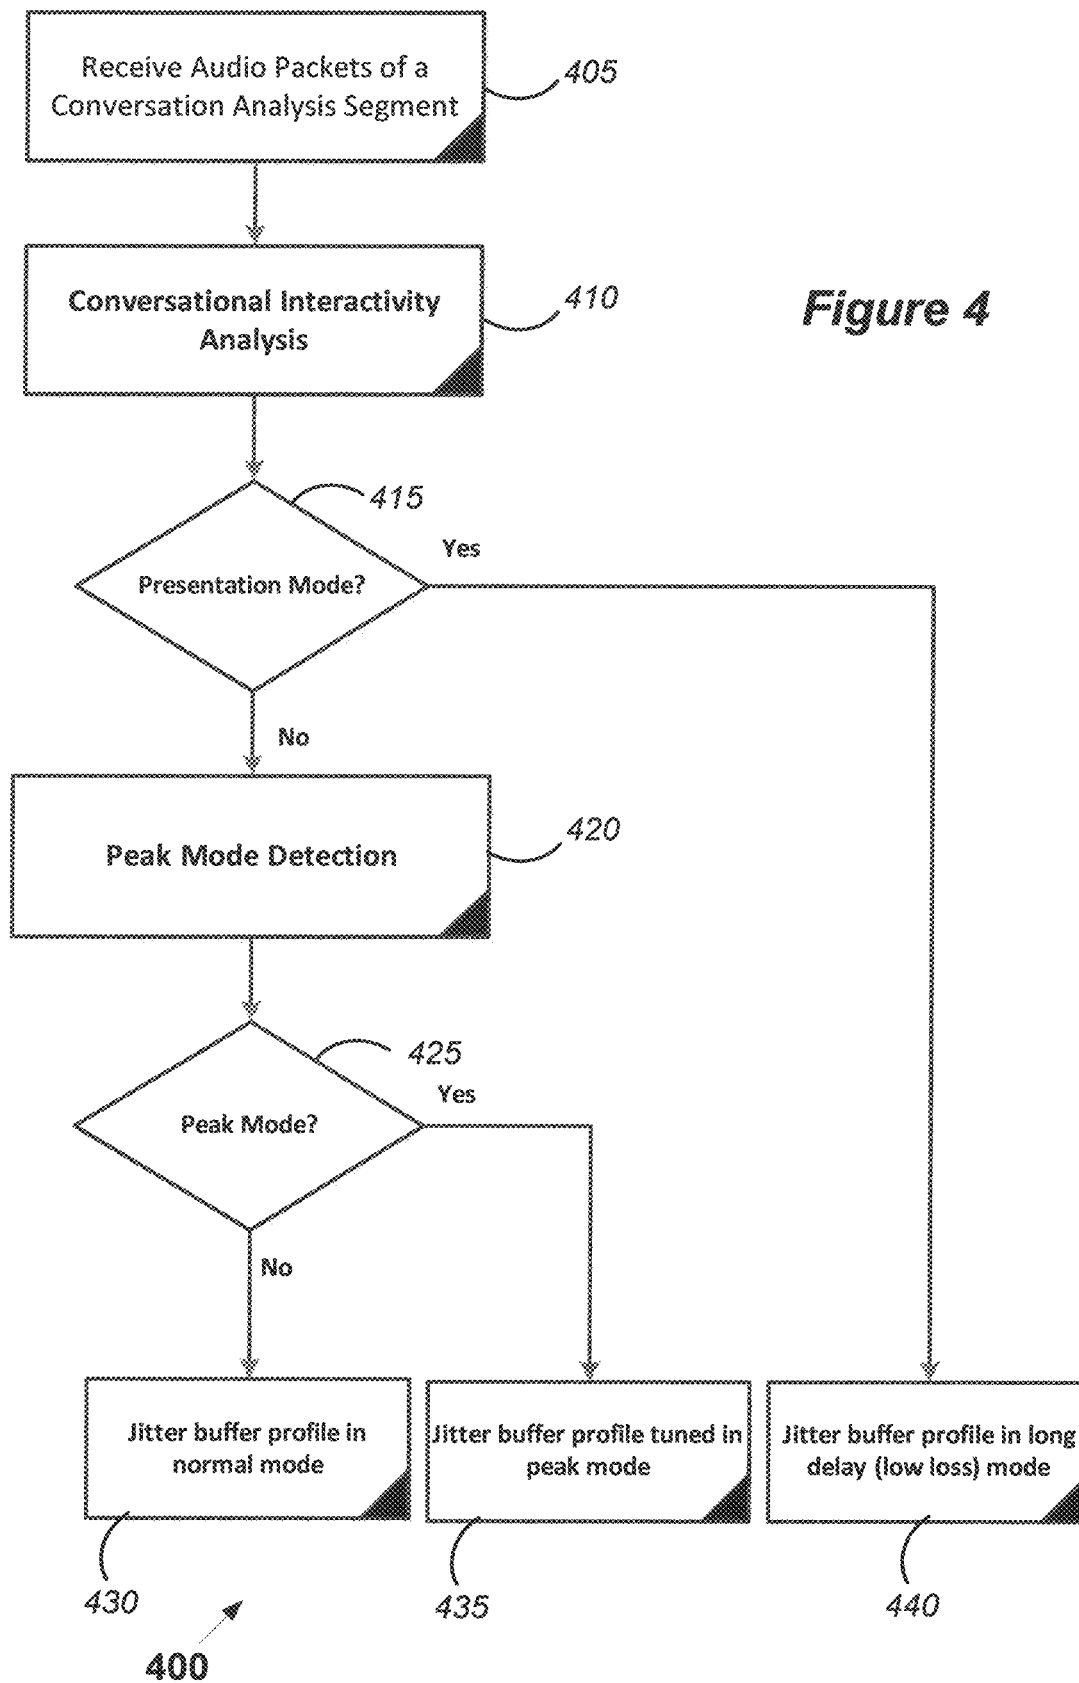 Receive Audio Packets of a
Conversation Analysis Segment
405
Conversational Interactivity
Analysis
410
Figure 4
415
Presentation Mode?
Yes
No
Peak Mode Detection
420
425
Peak Mode?
Yes
No
Jitter buffer profile in
normal mode
Jitter buffer profile tuned in
peak mode
Jitter buffer profile in long
delay (low loss) mode
430
435
440
400